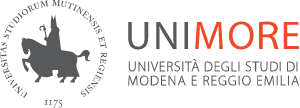 UNIVERSITAS STUDIORUM MUTINENSIS ET REGIENSIS
1175
UNIMORE
UNIVERSITÀ DEGLI STUDI DI
MODENA E REGGIO EMILIA